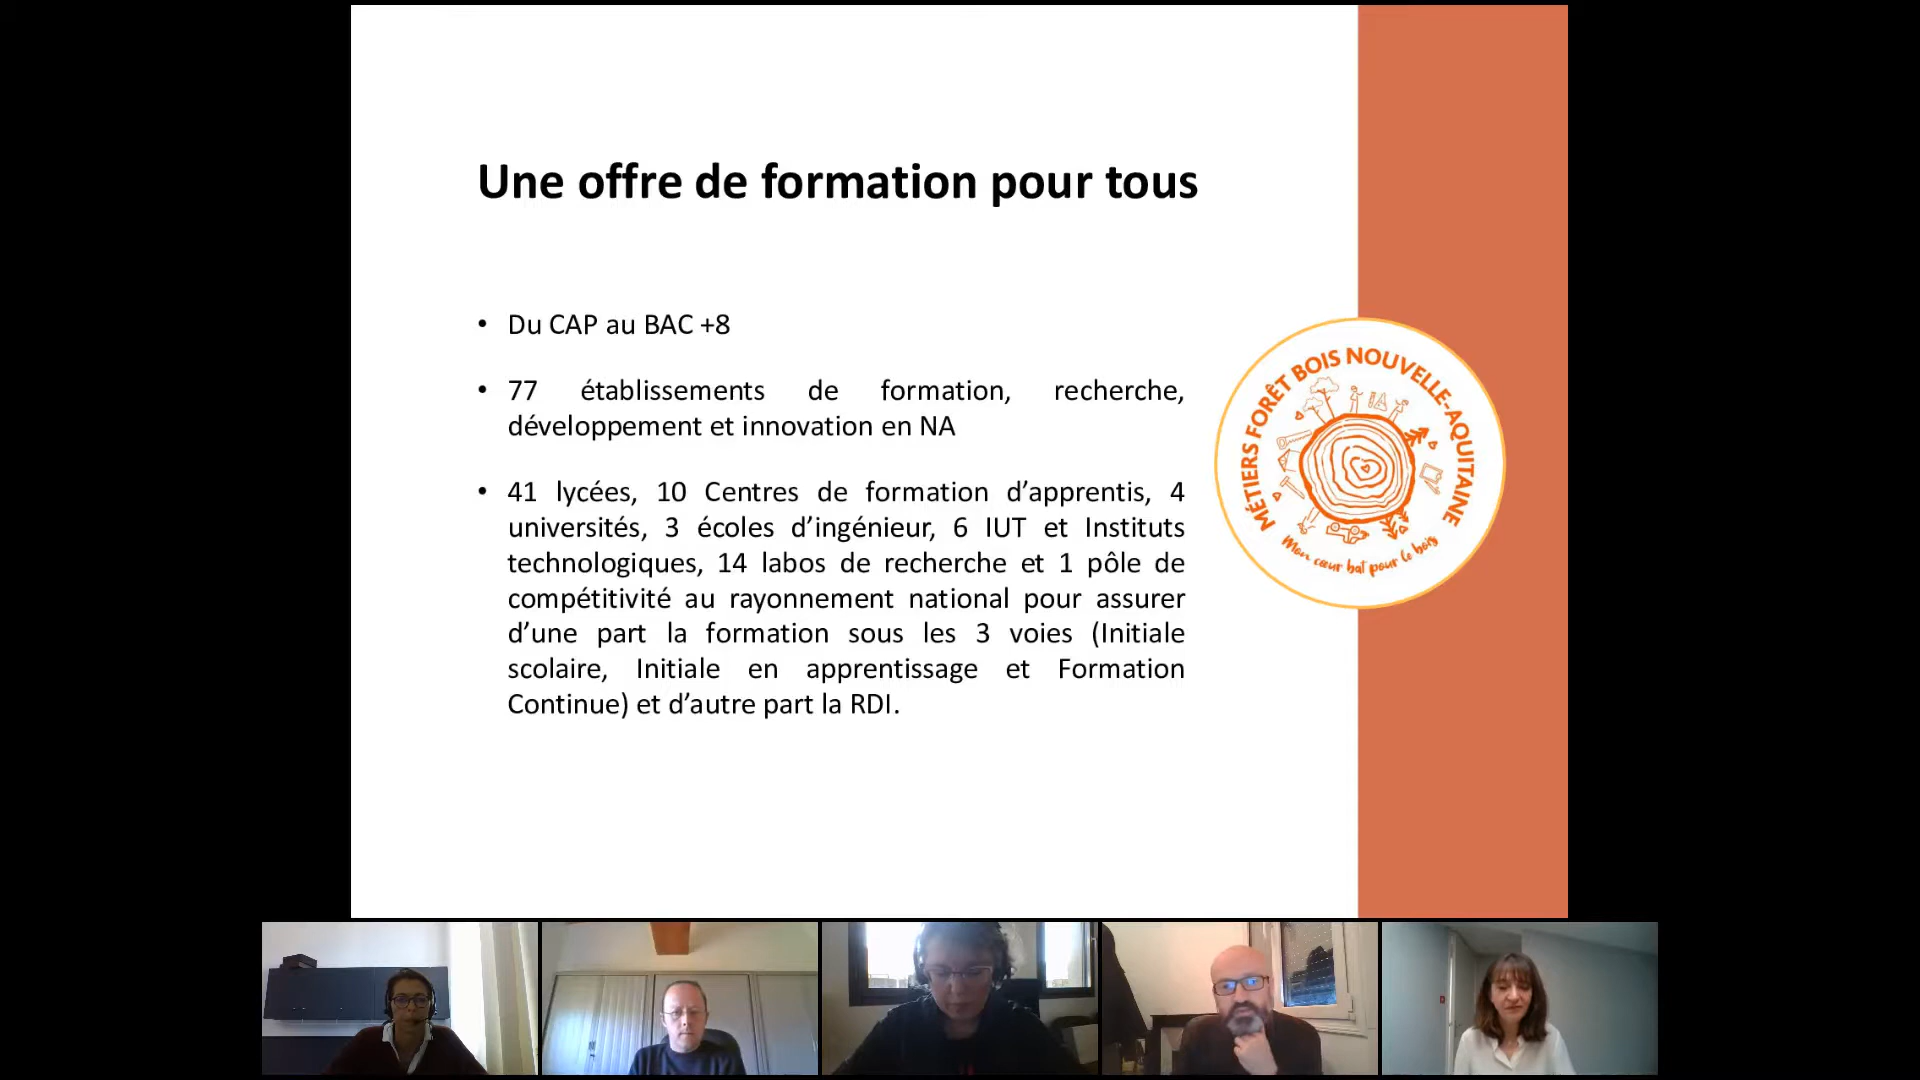 Une offre de formation pour tous
• Du CAP au BAC +8
• 77 établissements de formation, recherche,
développement et innovation en NA
• 41 lycées, 10 Centres de formation d’apprentis, 4
universités, 3 écoles d’ingénieur, 6 IUT et Instituts
technologiques, 14 labos de recherche et 1 pôle de
compétitivité au rayonnement national pour assurer
d’une part la formation sous les 3 voies (Initiale
scolaire, Initiale en apprentissage et Formation
Continue) et d’autre part la RDI.
MÉTIERS FORÊT BOIS NOUVELLE-AQUITAINE
Mon cœur bat pour le bois